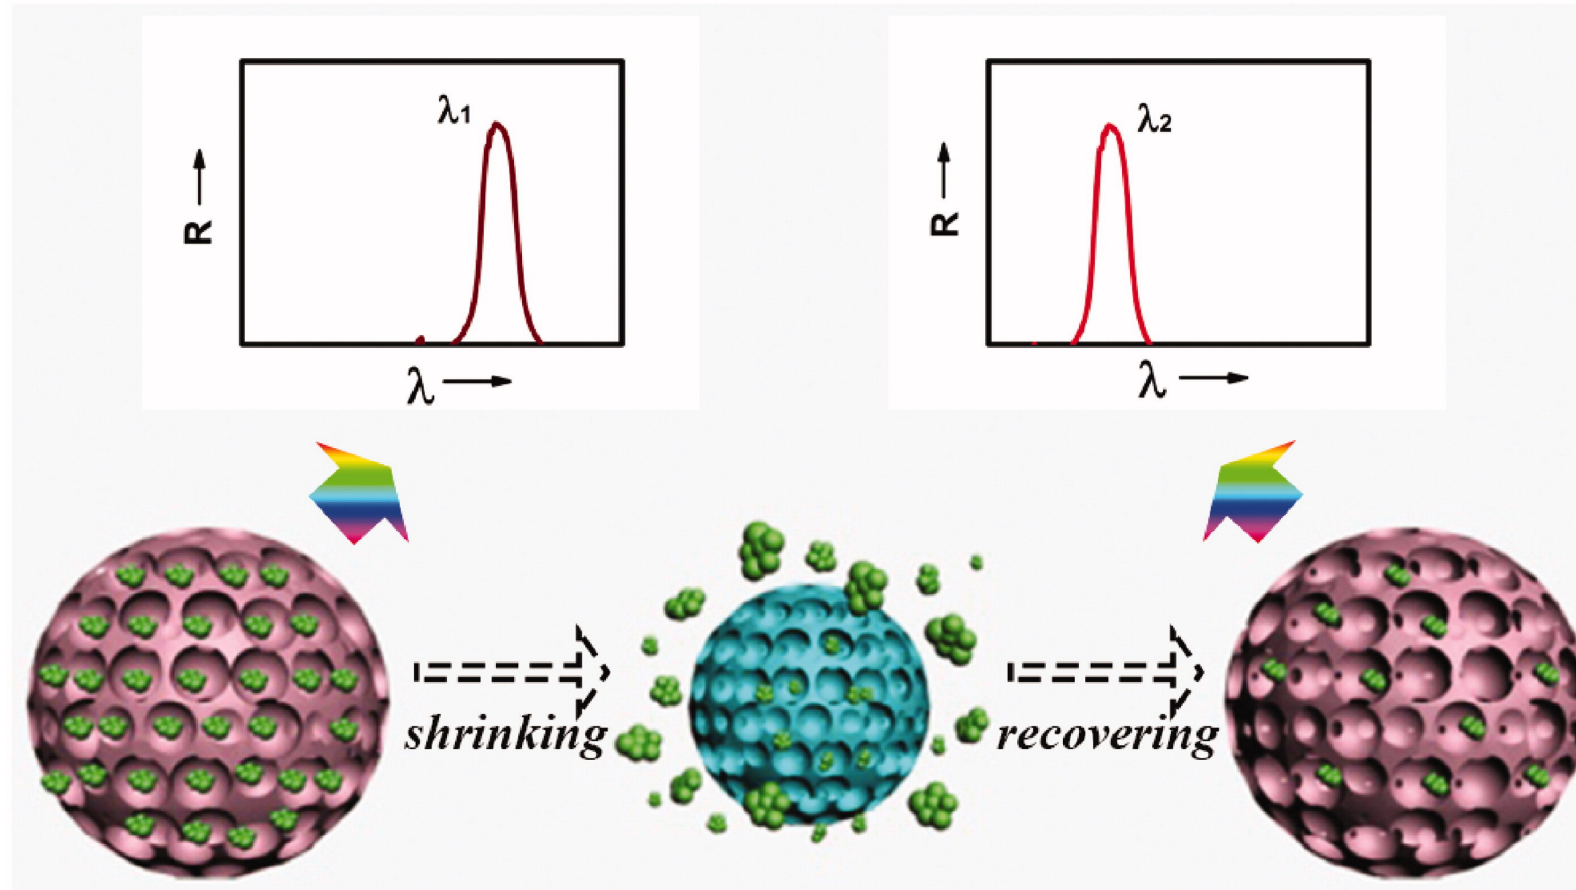 λ1
R
λ
λ2
R
λ
shrinking
recovering